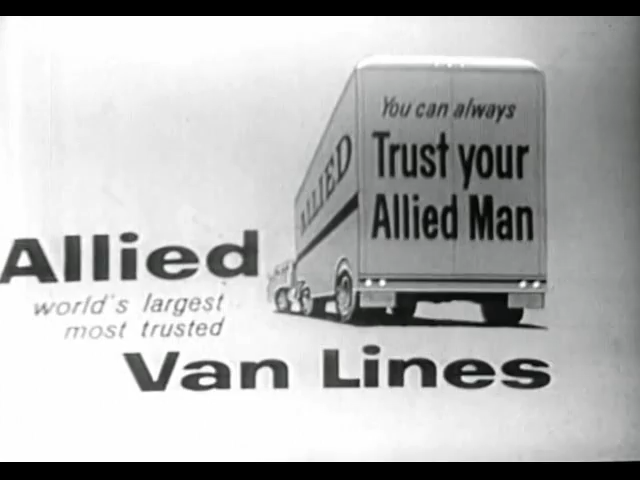 You can always
Trust your
Allied Man
ALLIED
Allied
world's largest
most trusted
Van Lines